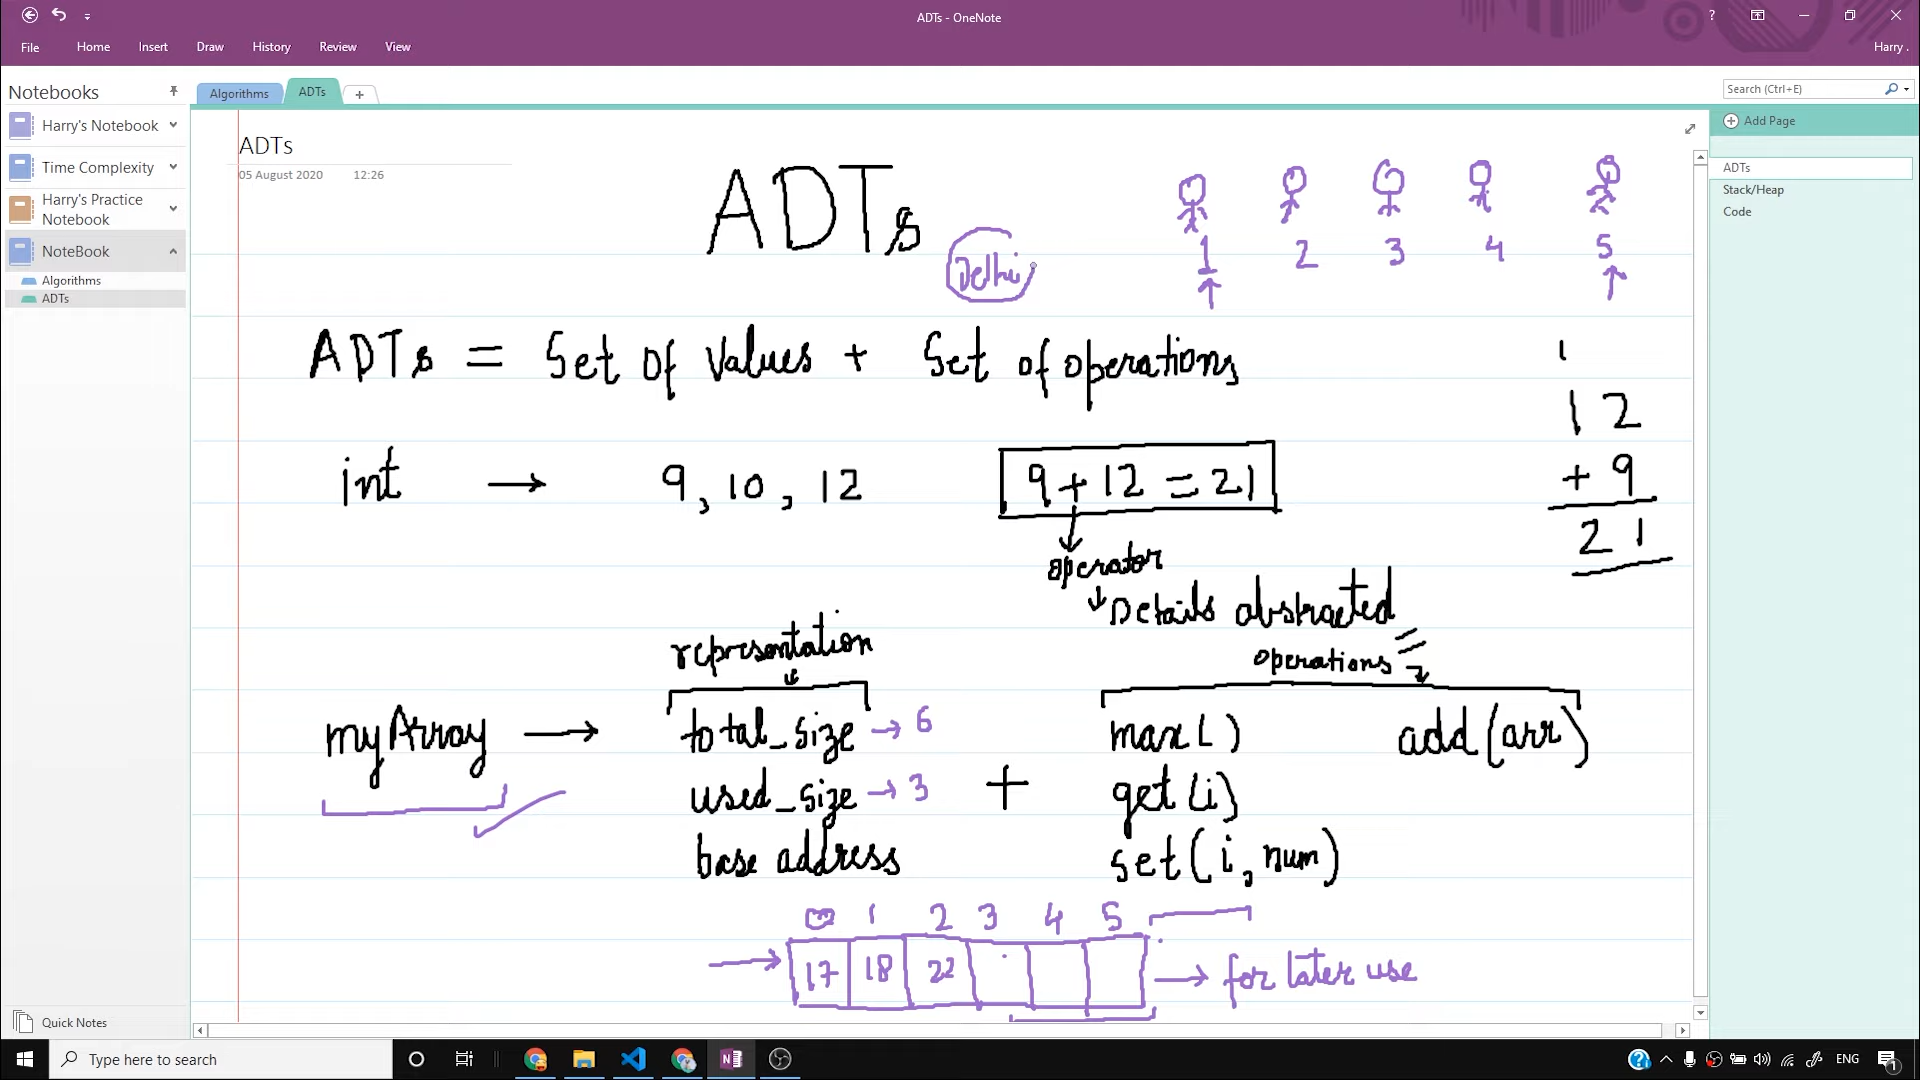 ADTs - OneNote
?
File Home Insert Draw History Review View
Harry .
Notebooks
Algorithms ADTs +
Search (Ctrl+E)
Harry's Notebook
Time Complexity
Harry's Practice
Notebook
NoteBook
Algorithms
ADTs
Quick Notes
Add Page
ADTs
Stack/Heap
Code
ADTs
05 August 2020 12:26
ADTs
Delhi
1 2 3 4 5
ADTs = Set of Values + Set of operations
int → 9, 10, 12
9 + 12 = 21
operator
Details abstracted
1
12
+ 9
21
representation
operations
myArray → total_size → 6
used_size → 3
base address
+
max() add(arr)
get(i)
set(i, num)
0 1 2 3 4 5
17 18 22
→ for later use
Type here to search
N
ENG
1